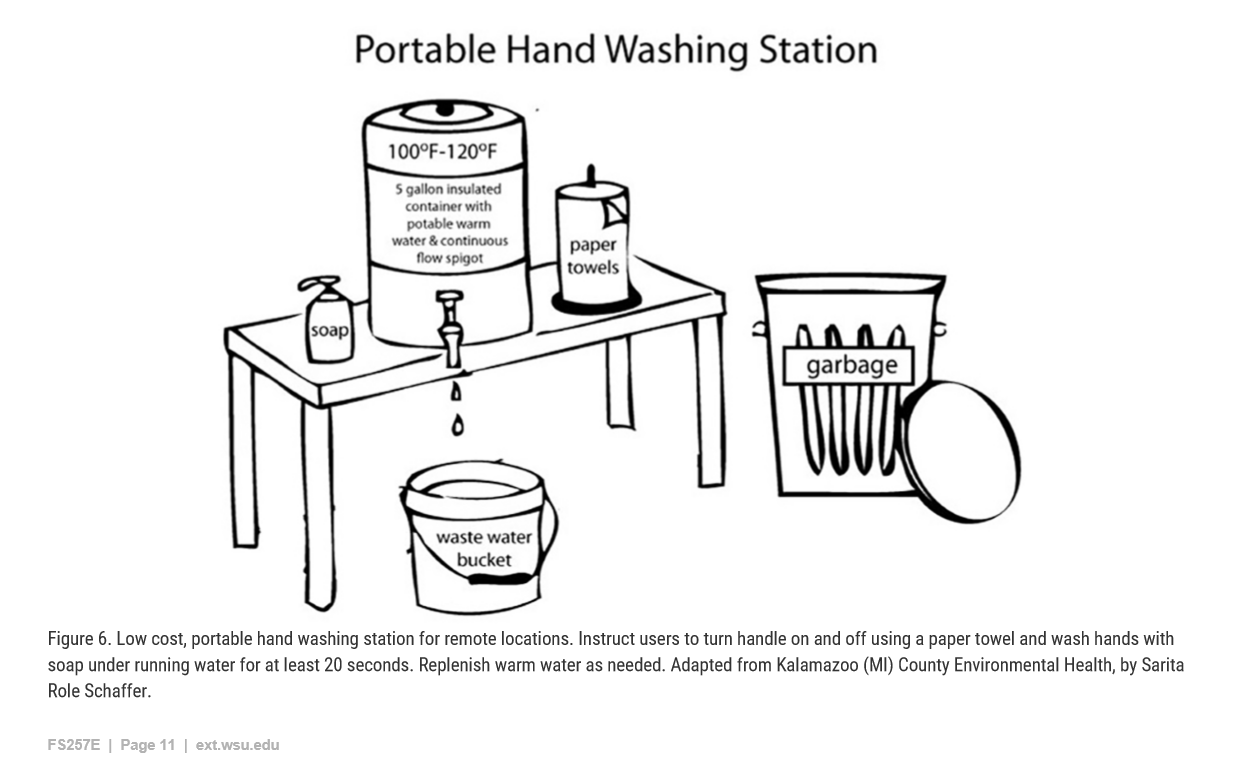 Portable Hand Washing Station
100ºF-120ºF
5 gallon insulated
container with
potable warm
water & continuous
flow spigot
paper
towels
soap
garbage
waste water
bucket
Figure 6. Low cost, portable hand washing station for remote locations. Instruct users to turn handle on and off using a paper towel and wash hands with
soap under running water for at least 20 seconds. Replenish warm water as needed. Adapted from Kalamazoo (MI) County Environmental Health, by Sarita
Role Schaffer.
FS257E | Page 11 | ext.wsu.edu